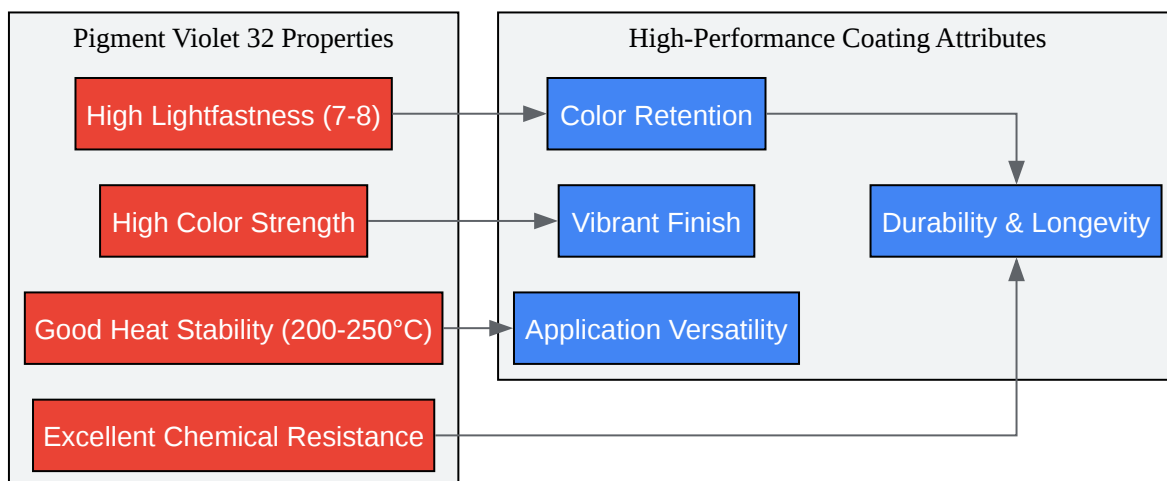 Pigment Violet 32 Properties
High-Performance Coating Attributes
High Lightfastness (7-8)
Color Retention
High Color Strength
Vibrant Finish
Durability & Longevity
Good Heat Stability (200-250°C)
Application Versatility
Excellent Chemical Resistance